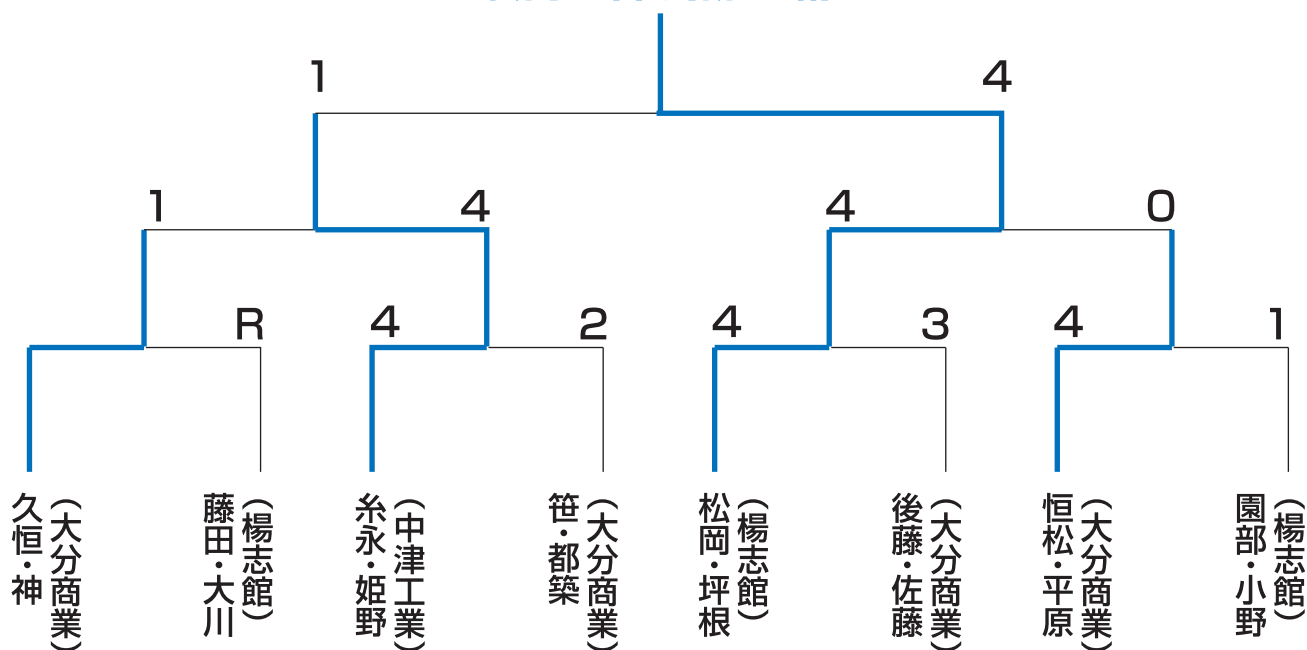 1
4
1
4
4
0
R
4
2
4
3
4
1
久恒・神
（大分商業）
藤田・大川
（楊志館）
糸永・姫野
（中津工業）
笹・都築
（大分商業）
松岡・坪根
（楊志館）
後藤・佐藤
（大分商業）
恒松・平原
（大分商業）
園部・小野
（楊志館）